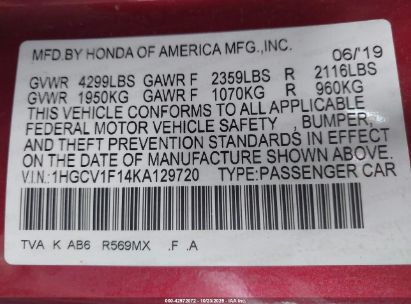 MFD.BY HONDA OF AMERICA MFG.,INC.
06/'19
GVWR 4299LBS GAWR F 2359LBS R 2116LBS
GVWR 1950KG GAWR F 1070KG R 960KG
THIS VEHICLE CONFORMS TO ALL APPLICABLE
FEDERAL MOTOR VEHICLE SAFETY , BUMPER,
AND THEFT PREVENTION STANDARDS IN EFFECT
ON THE DATE OF MANUFACTURE SHOWN ABOVE.
V.I.N.:1HGCV1F14KA129720 TYPE:PASSENGER CAR
TVA K AB6 R569MX .F .A